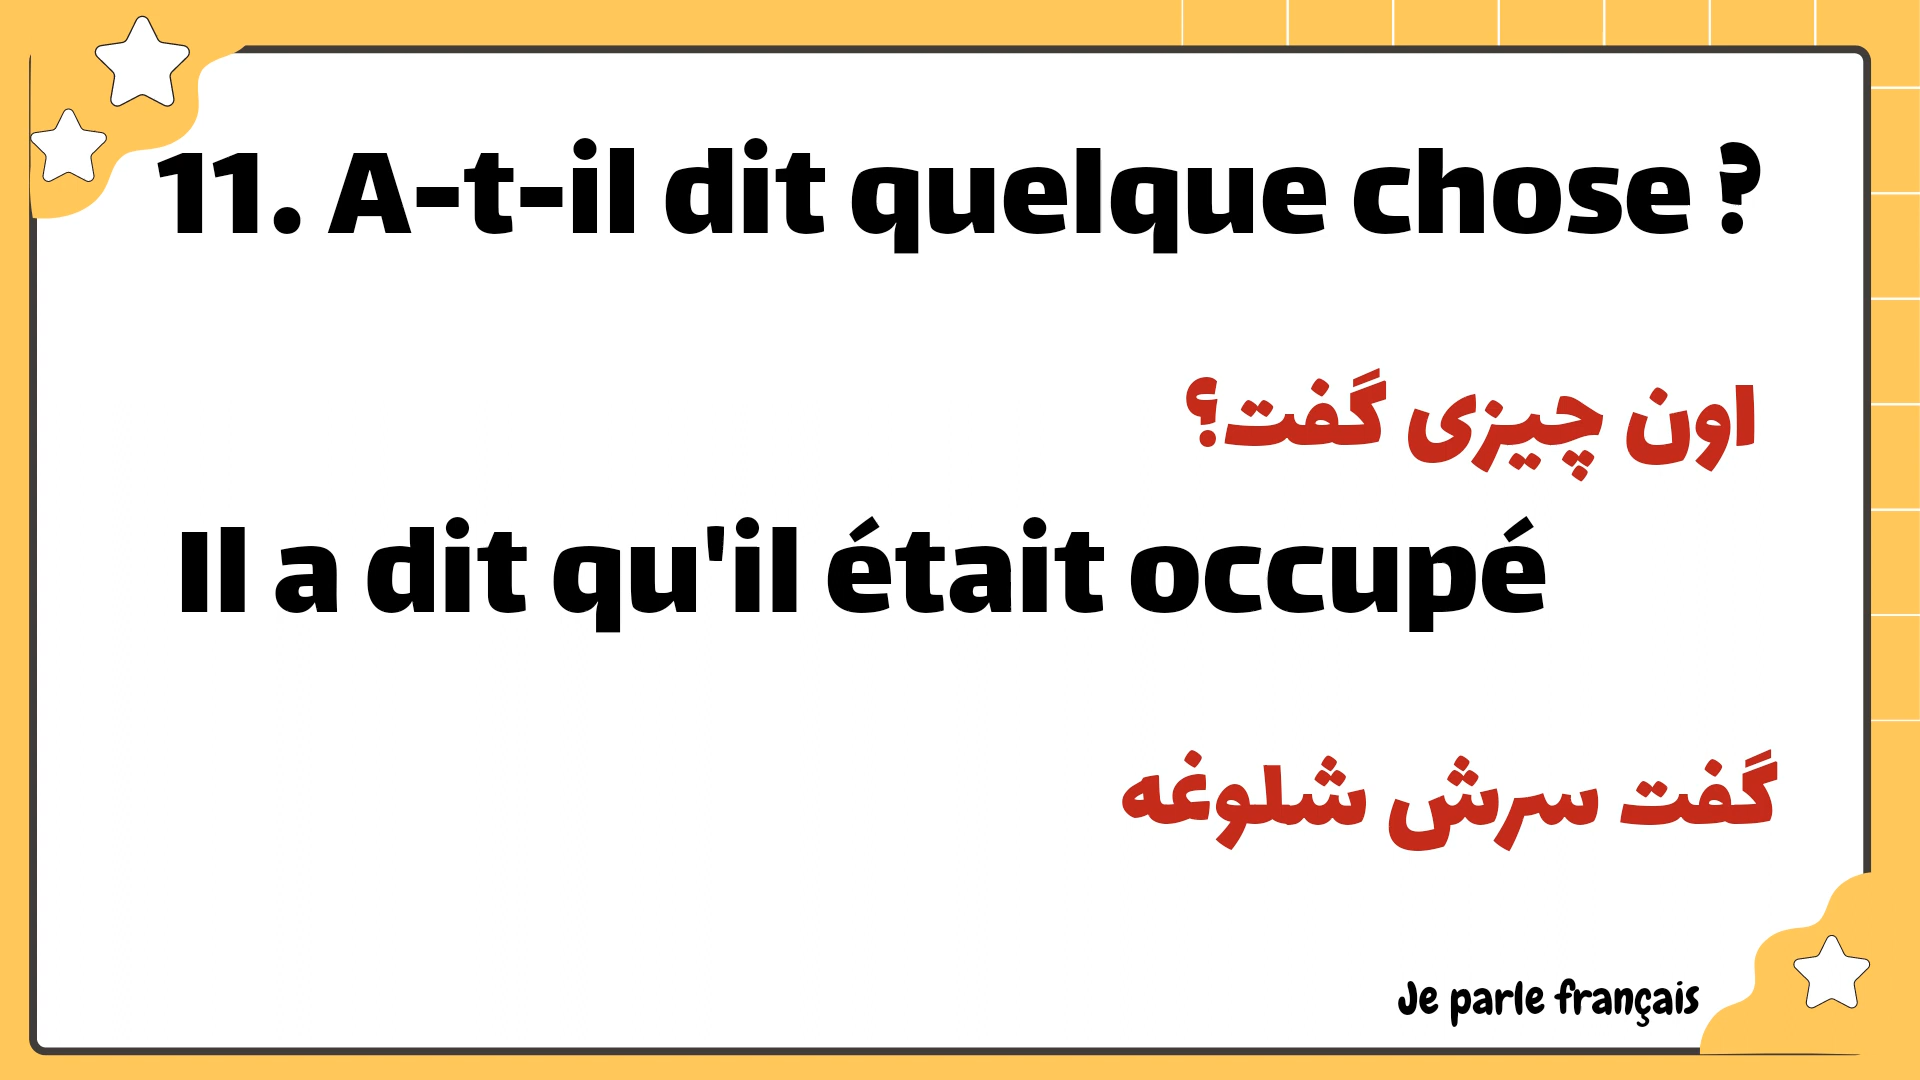 11. A-t-il dit quelque chose ?
اون چیزی گفت؟
Il a dit qu'il était occupé
گفت سرش شلوغه
Je parle français